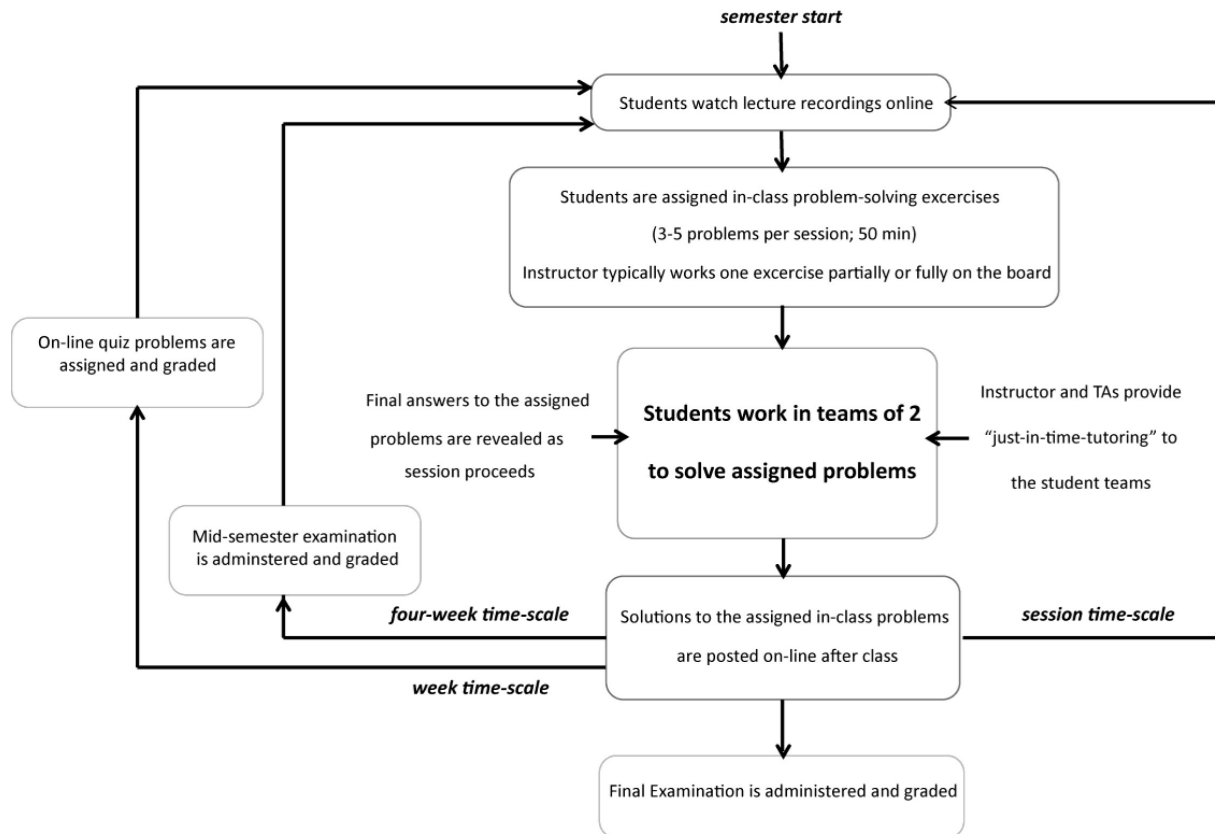 semester start
Students watch lecture recordings online
Students are assigned in-class problem-solving excercises
(3-5 problems per session; 50 min)
Instructor typically works one excercise partially or fully on the board
On-line quiz problems are
assigned and graded
Final answers to the assigned
problems are revealed as
session proceeds
Students work in teams of 2
to solve assigned problems
Instructor and TAs provide
“just-in-time-tutoring” to
the student teams
Mid-semester examination
is adminstered and graded
four-week time-scale
Solutions to the assigned in-class problems
are posted on-line after class
session time-scale
week time-scale
Final Examination is administered and graded